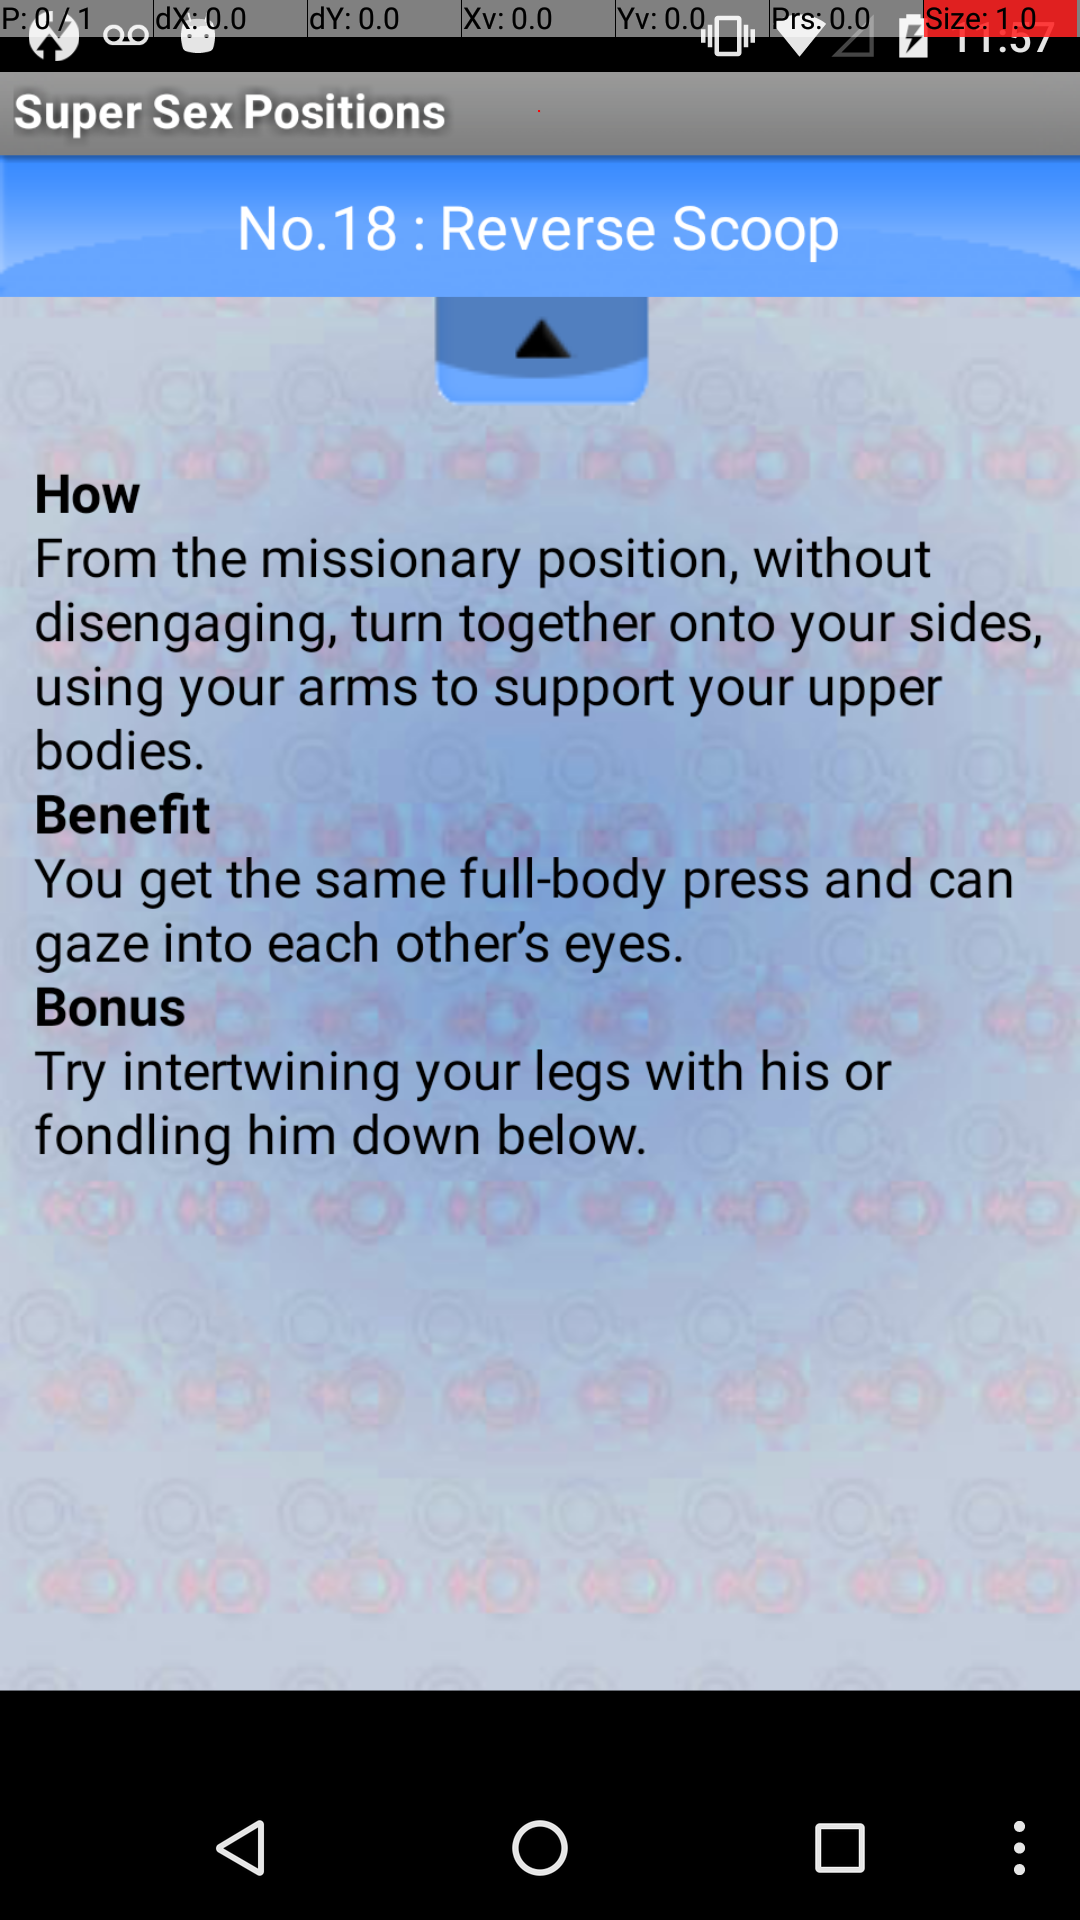 P: 0 / 1 dX: 0.0 dY: 0.0 Xv: 0.0 Yv: 0.0 Prs: 0.0 Size: 1.0
11:57
Super Sex Positions
No.18 : Reverse Scoop
How
From the missionary position, without
disengaging, turn together onto your sides,
using your arms to support your upper
bodies.
Benefit
You get the same full-body press and can
gaze into each other’s eyes.
Bonus
Try intertwining your legs with his or
fondling him down below.